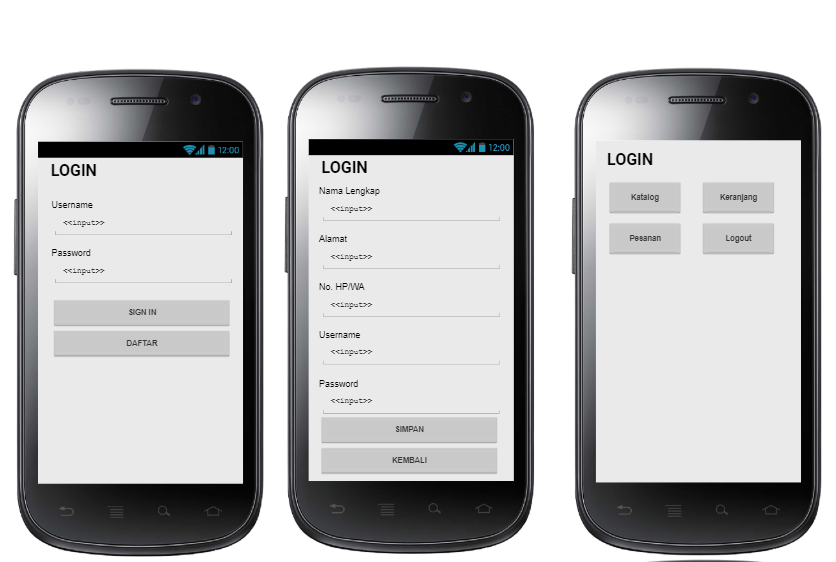 12:00
LOGIN
Username
<<input>>
Password
<<input>>
SIGN IN
DAFTAR
12:00
LOGIN
Nama Lengkap
<<input>>
Alamat
<<input>>
No. HP/WA
<<input>>
Username
<<input>>
Password
<<input>>
SIMPAN
KEMBALI
LOGIN
Katalog
Keranjang
Pesanan
Logout